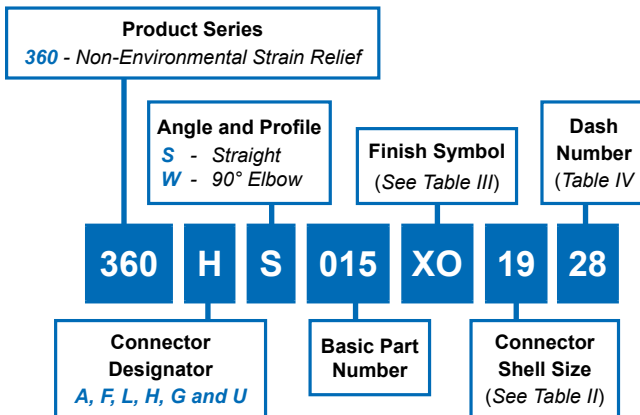 Product Series
360 - Non-Environmental Strain Relief
Angle and Profile
S - Straight
W - 90° Elbow
Finish Symbol
(See Table III)
Dash
Number
(Table IV
360 H S 015 XO 19 28
Connector
Designator
A, F, L, H, G and U
Basic Part
Number
Connector
Shell Size
(See Table II)